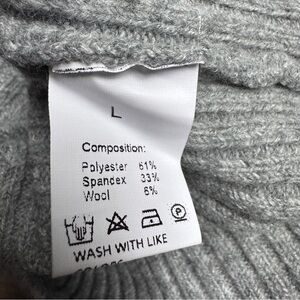 L
Composition:
Polyester 61%
Spandex 33%
Wool 6%
P
WASH WITH LIKE